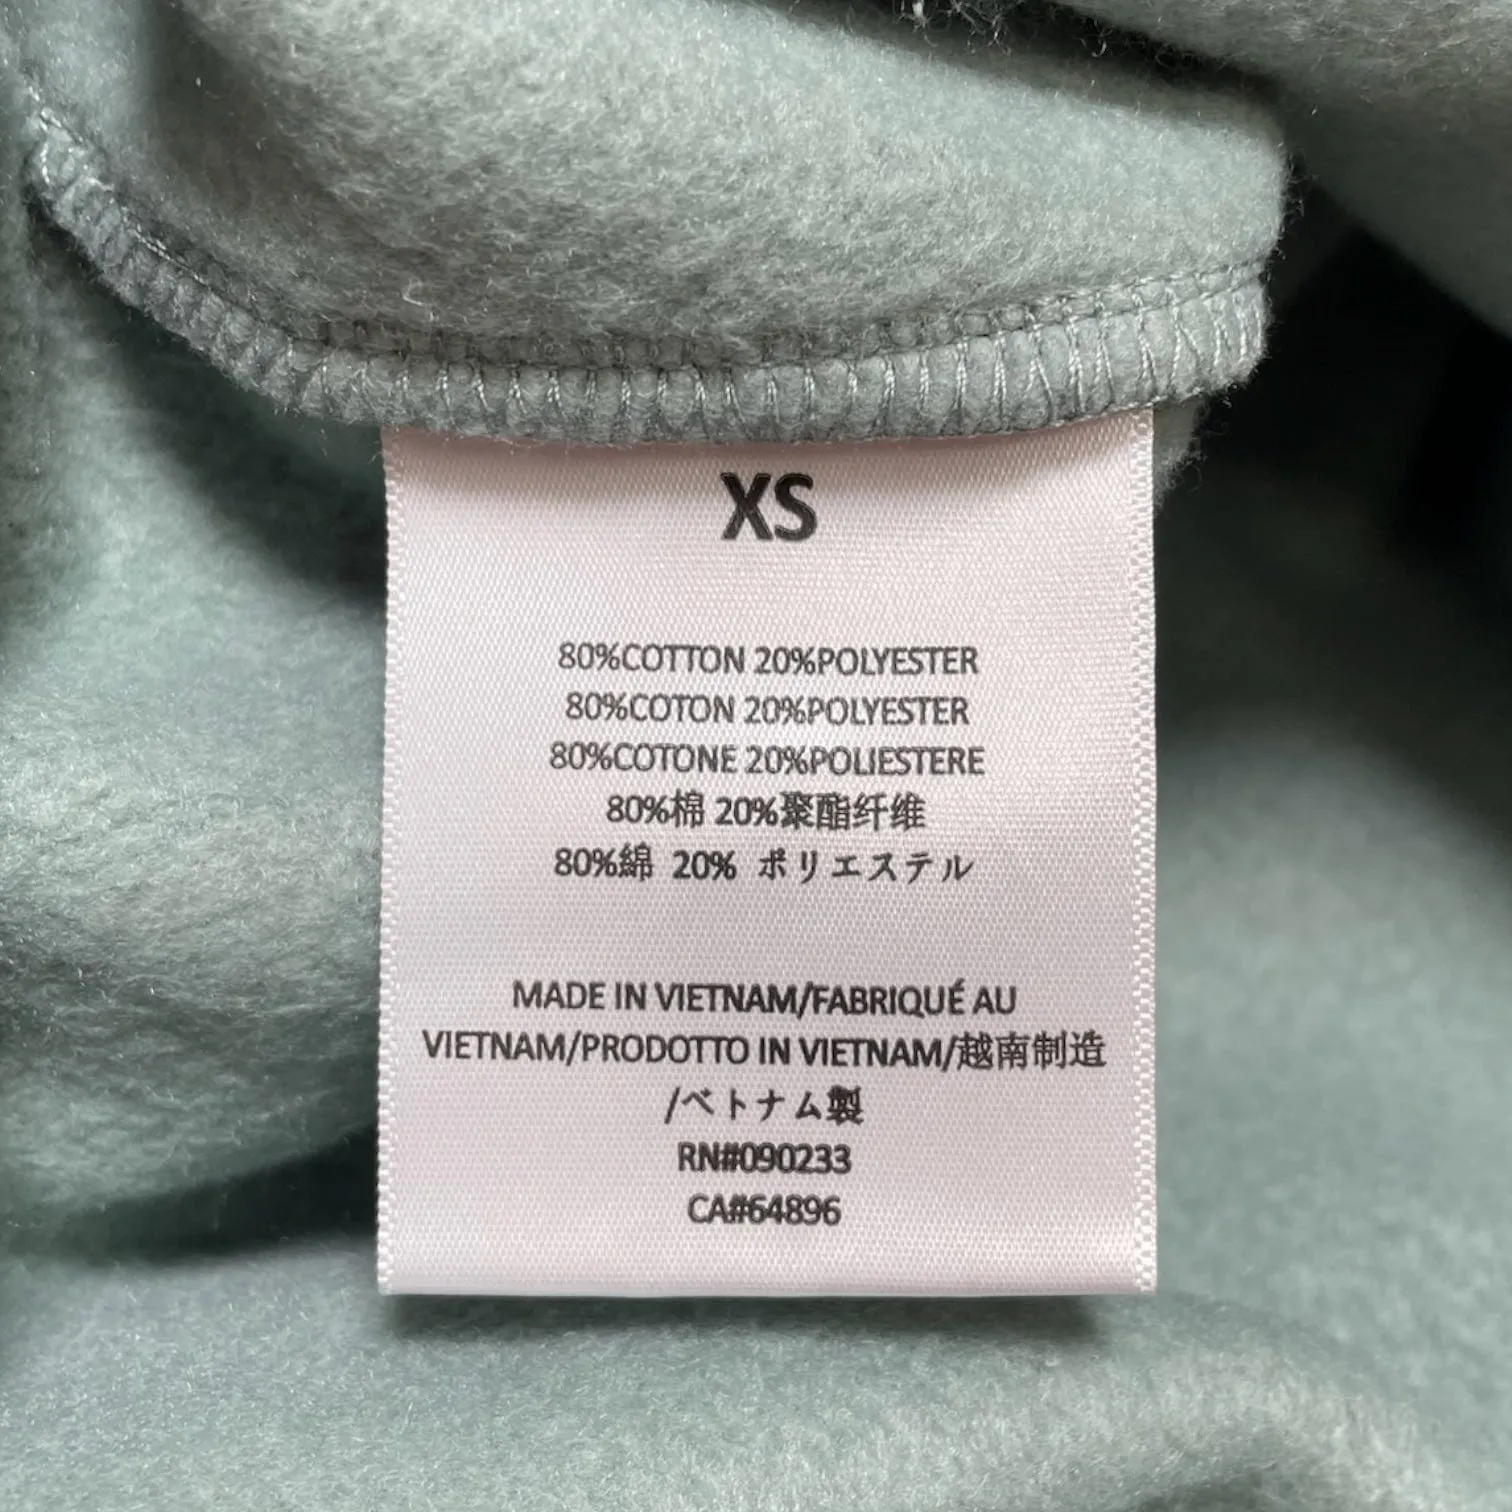 XS
80%COTTON 20%POLYESTER
80%COTON 20%POLYESTER
80%COTONE 20%POLIESTERE
80%棉 20%聚酯纤维
80%綿 20% ポリエステル
MADE IN VIETNAM/FABRIQUÉ AU
VIETNAM/PRODOTTO IN VIETNAM/越南制造
/ベトナム製
RN#090233
CA#64896